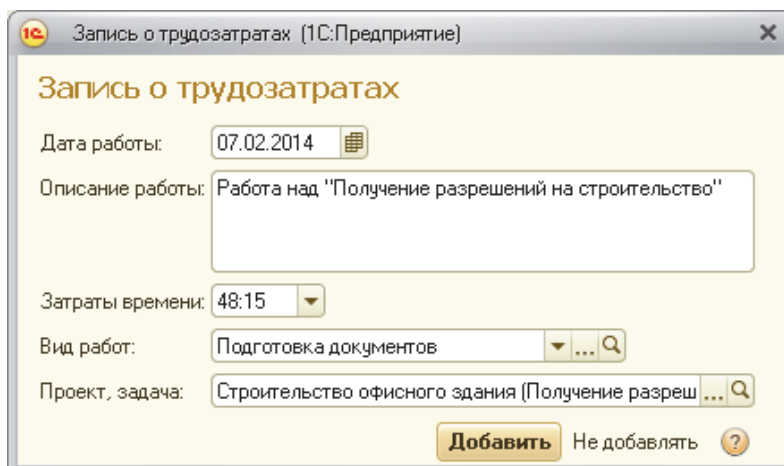 1С Запись о трудозатратах (1С:Предприятие)
Запись о трудозатратах
Дата работы: 07.02.2014
Описание работы: Работа над "Получение разрешений на строительство"
Затраты времени: 48:15
Вид работ: Подготовка документов ...
Проект, задача: Строительство офисного здания (Получение разреш ...
Добавить Не добавлять ?